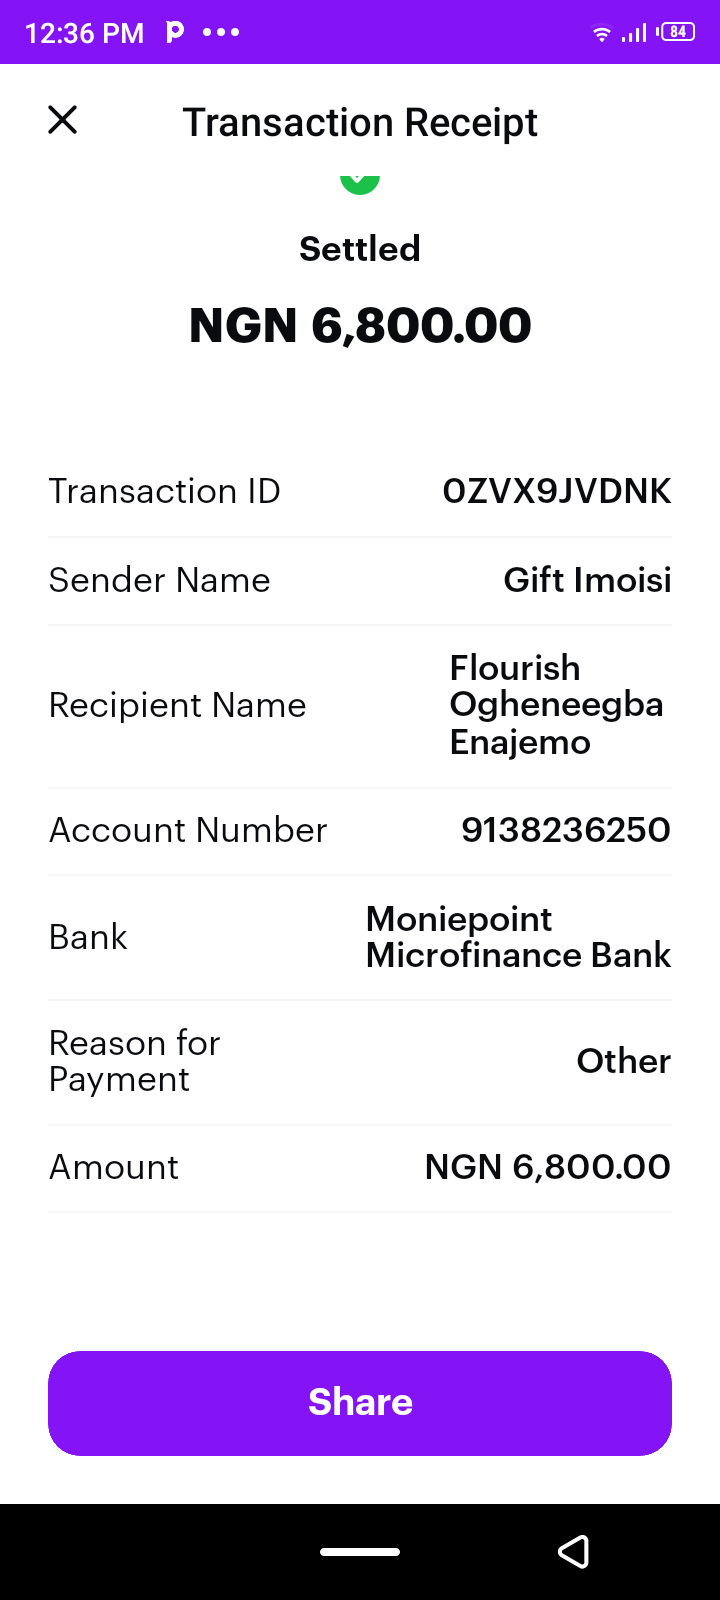 12:36 PM
84
Transaction Receipt
Settled
NGN 6,800.00
Transaction ID 0ZVX9JVDNK
Sender Name Gift Imoisi
Recipient Name Flourish
Ogheneegba
Enajemo
Account Number 9138236250
Bank Moniepoint
Microfinance Bank
Reason for
Payment Other
Amount NGN 6,800.00
Share